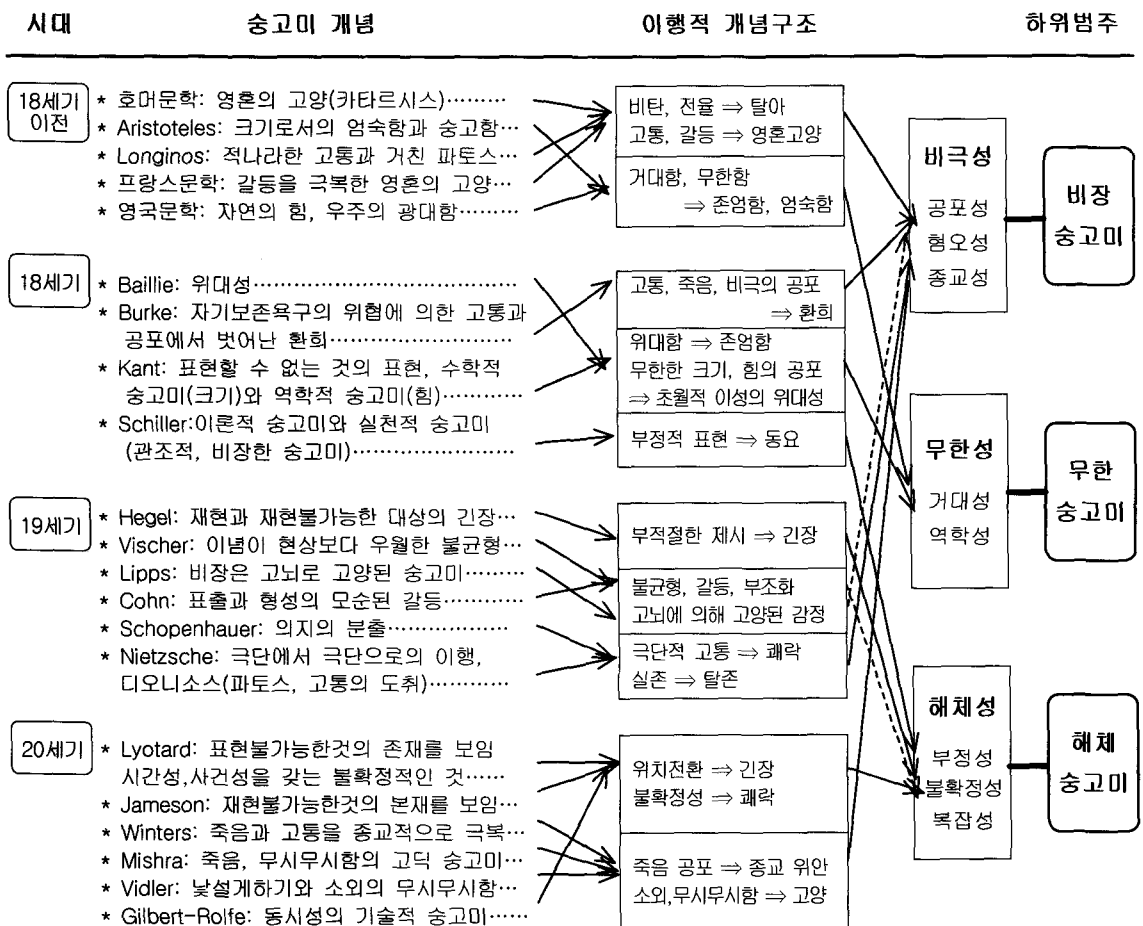 시대 숭고미 개념 이행적 개념구조 하위범주
18세기
이전
* 호머문학: 영혼의 고양(카타르시스)………
* Aristoteles: 크기로서의 엄숙함과 숭고함…
* Longinos: 적나라한 고통과 거친 파토스…
* 프랑스문학: 갈등을 극복한 영혼의 고양…
* 영국문학: 자연의 힘, 우주의 광대함………
비탄, 전율 ⇒ 탈아
고통, 갈등 ⇒ 영혼고양
거대함, 무한함
⇒ 존엄함, 엄숙함
18세기
* Baillie: 위대성………………………………
* Burke: 자기보존욕구의 위협에 의한 고통과
공포에서 벗어난 환희………………………
* Kant: 표현할 수 없는 것의 표현, 수학적
숭고미(크기)와 역학적 숭고미(힘)…………
* Schiller:이론적 숭고미와 실천적 숭고미
(관조적, 비장한 숭고미)……………………
고통, 죽음, 비극의 공포
⇒ 환희
위대함 ⇒ 존엄함
무한한 크기, 힘의 공포
⇒ 초월적 이성의 위대성
부정적 표현 ⇒ 동요
19세기
* Hegel: 재현과 재현불가능한 대상의 긴장…
* Vischer: 이념이 현상보다 우월한 불균형…
* Lipps: 비장은 고뇌로 고양된 숭고미………
* Cohn: 표출과 형성의 모순된 갈등…………
* Schopenhauer: 의지의 분출………………
* Nietzsche: 극단에서 극단으로의 이행,
디오니소스(파토스, 고통의 도취)…………
부적절한 제시 ⇒ 긴장
불균형, 갈등, 부조화
고뇌에 의해 고양된 감정
극단적 고통 ⇒ 쾌락
실존 ⇒ 탈존
20세기
* Lyotard: 표현불가능한것의 존재를 보임
시간성,사건성을 갖는 불확정적인 것……
* Jameson: 재현불가능한것의 본재를 보임…
* Winters: 죽음과 고통을 종교적으로 극복…
* Mishra: 죽음, 무시무시함의 고딕 숭고미…
* Vidler: 낯설게하기와 소외의 무시무시함…
* Gilbert-Rolfe: 동시성의 기술적 숭고미……
위치전환 ⇒ 긴장
불확정성 ⇒ 쾌락
죽음 공포 ⇒ 종교 위안
소외,무시무시함 ⇒ 고양
비극성
공포성
혐오성
종교성
비장
숭고미
무한성
거대성
역학성
무한
숭고미
해체성
부정성
불확정성
복잡성
해체
숭고미